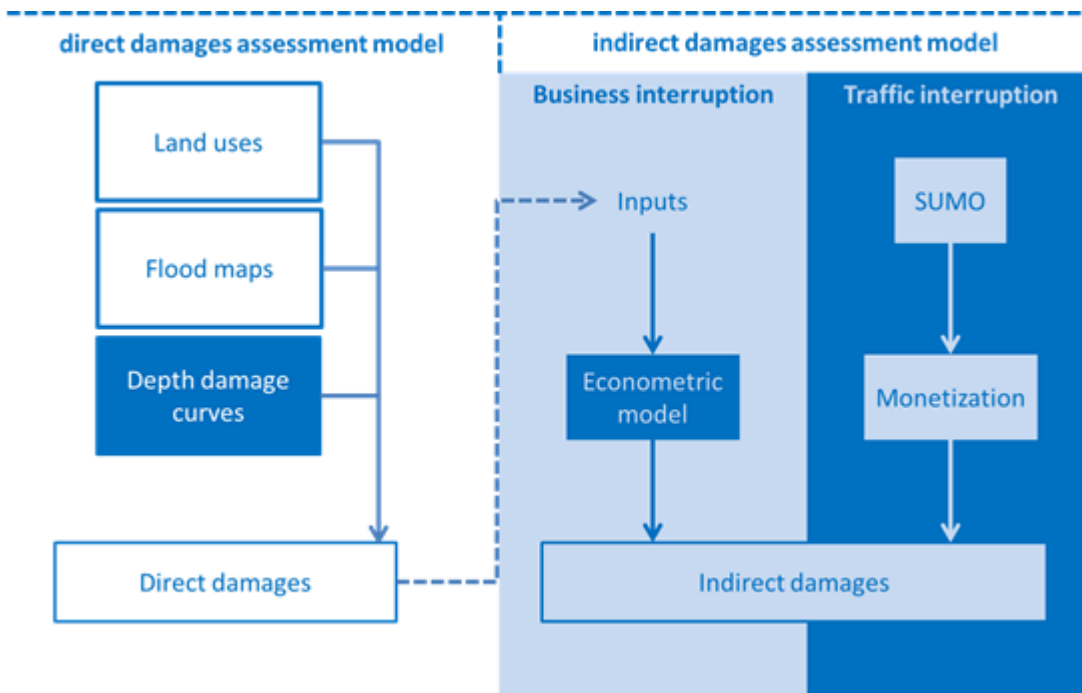 direct damages assessment model
Land uses
Flood maps
Depth damage
curves
Direct damages
indirect damages assessment model
Business interruption
Inputs
Econometric
model
Traffic interruption
SUMO
Monetization
Indirect damages